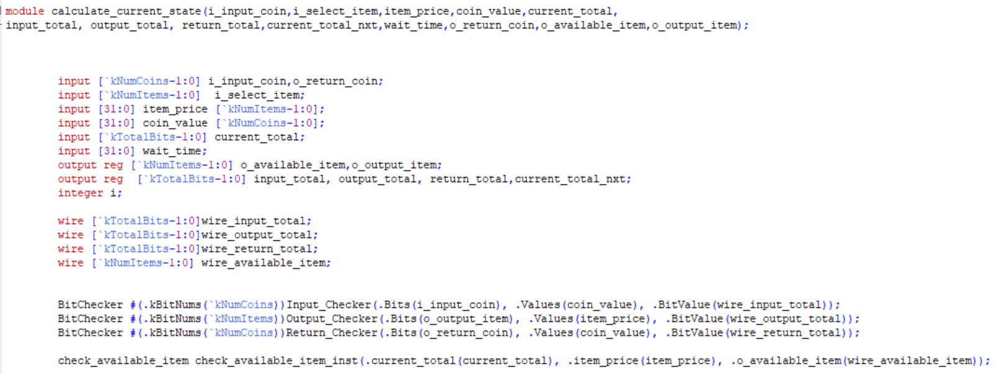 module calculate_current_state(i_input_coin,i_select_item,item_price,coin_value,current_total,
input_total, output_total, return_total,current_total_nxt,wait_time,o_return_coin,o_available_item,o_output_item);
input [`kNumCoins-1:0] i_input_coin,o_return_coin;
input [`kNumItems-1:0]  i_select_item;
input [31:0] item_price [`kNumItems-1:0];
input [31:0] coin_value [`kNumCoins-1:0];
input [`kTotalBits-1:0] current_total;
input [31:0] wait_time;
output reg [`kNumItems-1:0] o_available_item,o_output_item;
output reg  [`kTotalBits-1:0] input_total, output_total, return_total,current_total_nxt;
integer i;
wire [`kTotalBits-1:0]wire_input_total;
wire [`kTotalBits-1:0]wire_output_total;
wire [`kTotalBits-1:0]wire_return_total;
wire [`kNumItems-1:0] wire_available_item;
BitChecker #(.kBitNums(`kNumCoins))Input_Checker(.Bits(i_input_coin), .Values(coin_value), .BitValue(wire_input_total));
BitChecker #(.kBitNums(`kNumItems))Output_Checker(.Bits(o_output_item), .Values(item_price), .BitValue(wire_output_total));
BitChecker #(.kBitNums(`kNumCoins))Return_Checker(.Bits(o_return_coin), .Values(coin_value), .BitValue(wire_return_total));
check_available_item check_available_item_inst(.current_total(current_total), .item_price(item_price), .o_available_item(wire_available_item));